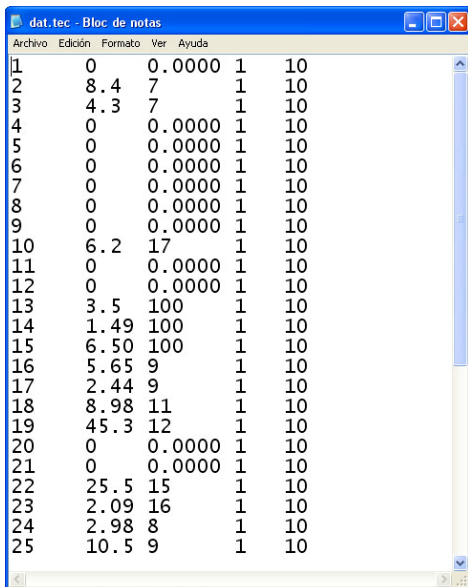 dat.tec - Bloc de notas
Archivo Edición Formato Ver Ayuda
1 0 0.0000 1 10
2 8.4 7 1 10
3 4.3 7 1 10
4 0 0.0000 1 10
5 0 0.0000 1 10
6 0 0.0000 1 10
7 0 0.0000 1 10
8 0 0.0000 1 10
9 0 0.0000 1 10
10 6.2 17 1 10
11 0 0.0000 1 10
12 0 0.0000 1 10
13 3.5 100 1 10
14 1.49 100 1 10
15 6.50 100 1 10
16 5.65 9 1 10
17 2.44 9 1 10
18 8.98 11 1 10
19 45.3 12 1 10
20 0 0.0000 1 10
21 0 0.0000 1 10
22 25.5 15 1 10
23 2.09 16 1 10
24 2.98 8 1 10
25 10.5 9 1 10